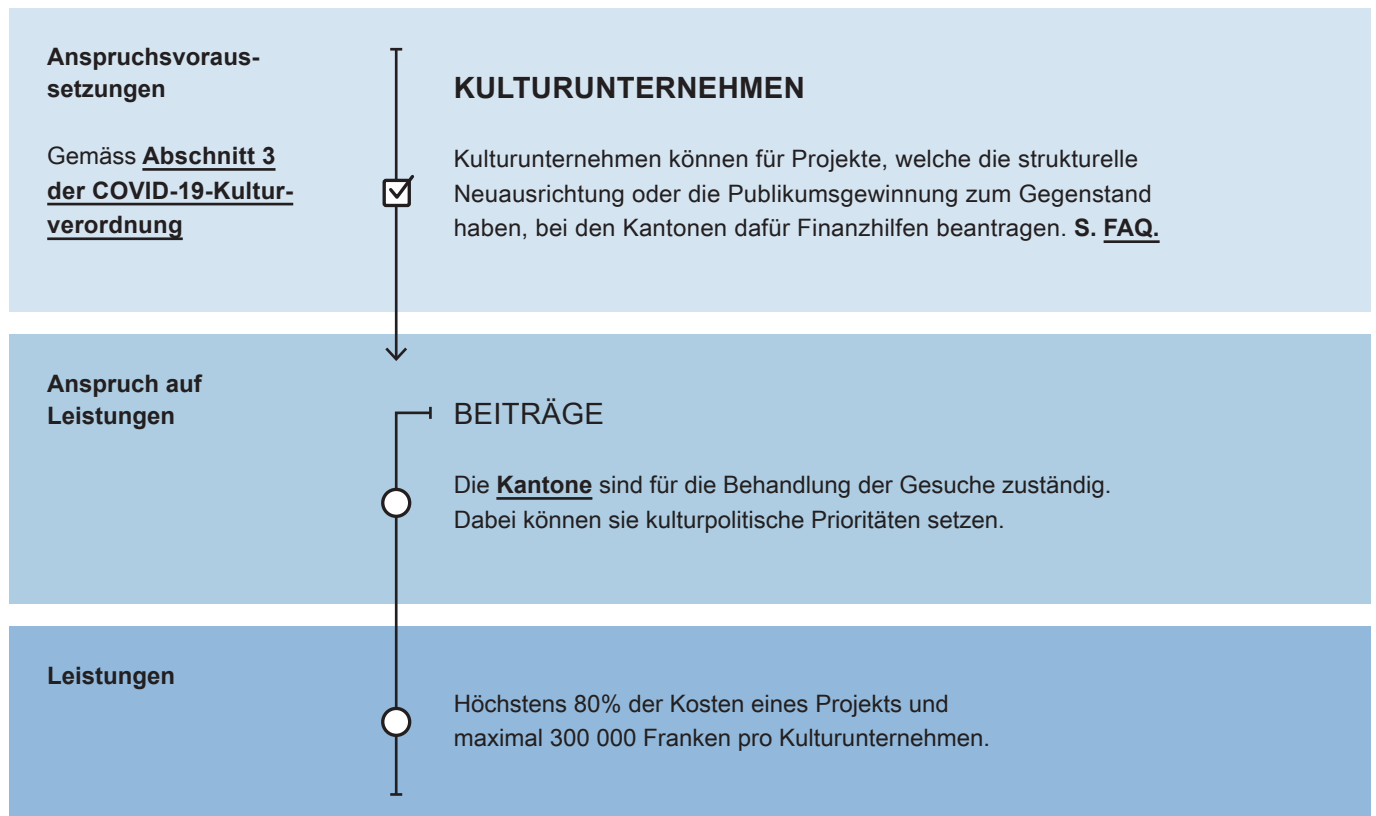 Anspruchsvoraus-
setzungen
Gemäss Abschnitt 3
der COVID-19-Kultur-
verordnung
KULTURUNTERNEHMEN
Kulturunternehmen können für Projekte, welche die strukturelle
Neuausrichtung oder die Publikumsgewinnung zum Gegenstand
haben, bei den Kantonen dafür Finanzhilfen beantragen. S. FAQ.
Anspruch auf
Leistungen
BEITRÄGE
Die Kantone sind für die Behandlung der Gesuche zuständig.
Dabei können sie kulturpolitische Prioritäten setzen.
Leistungen
Höchstens 80% der Kosten eines Projekts und
maximal 300 000 Franken pro Kulturunternehmen.